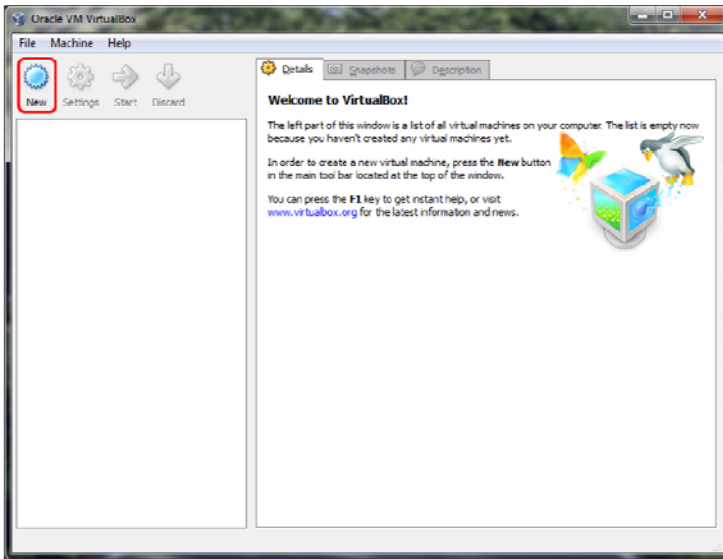 Oracle VM VirtualBox
File Machine Help
New Settings Start Discard
Details Snapshots Description
Welcome to VirtualBox!
The left part of this window is a list of all virtual machines on your computer. The list is empty now
because you haven't created any virtual machines yet.
In order to create a new virtual machine, press the New button
in the main tool bar located at the top of the window.
You can press the F1 key to get instant help, or visit
www.virtualbox.org for the latest information and news.